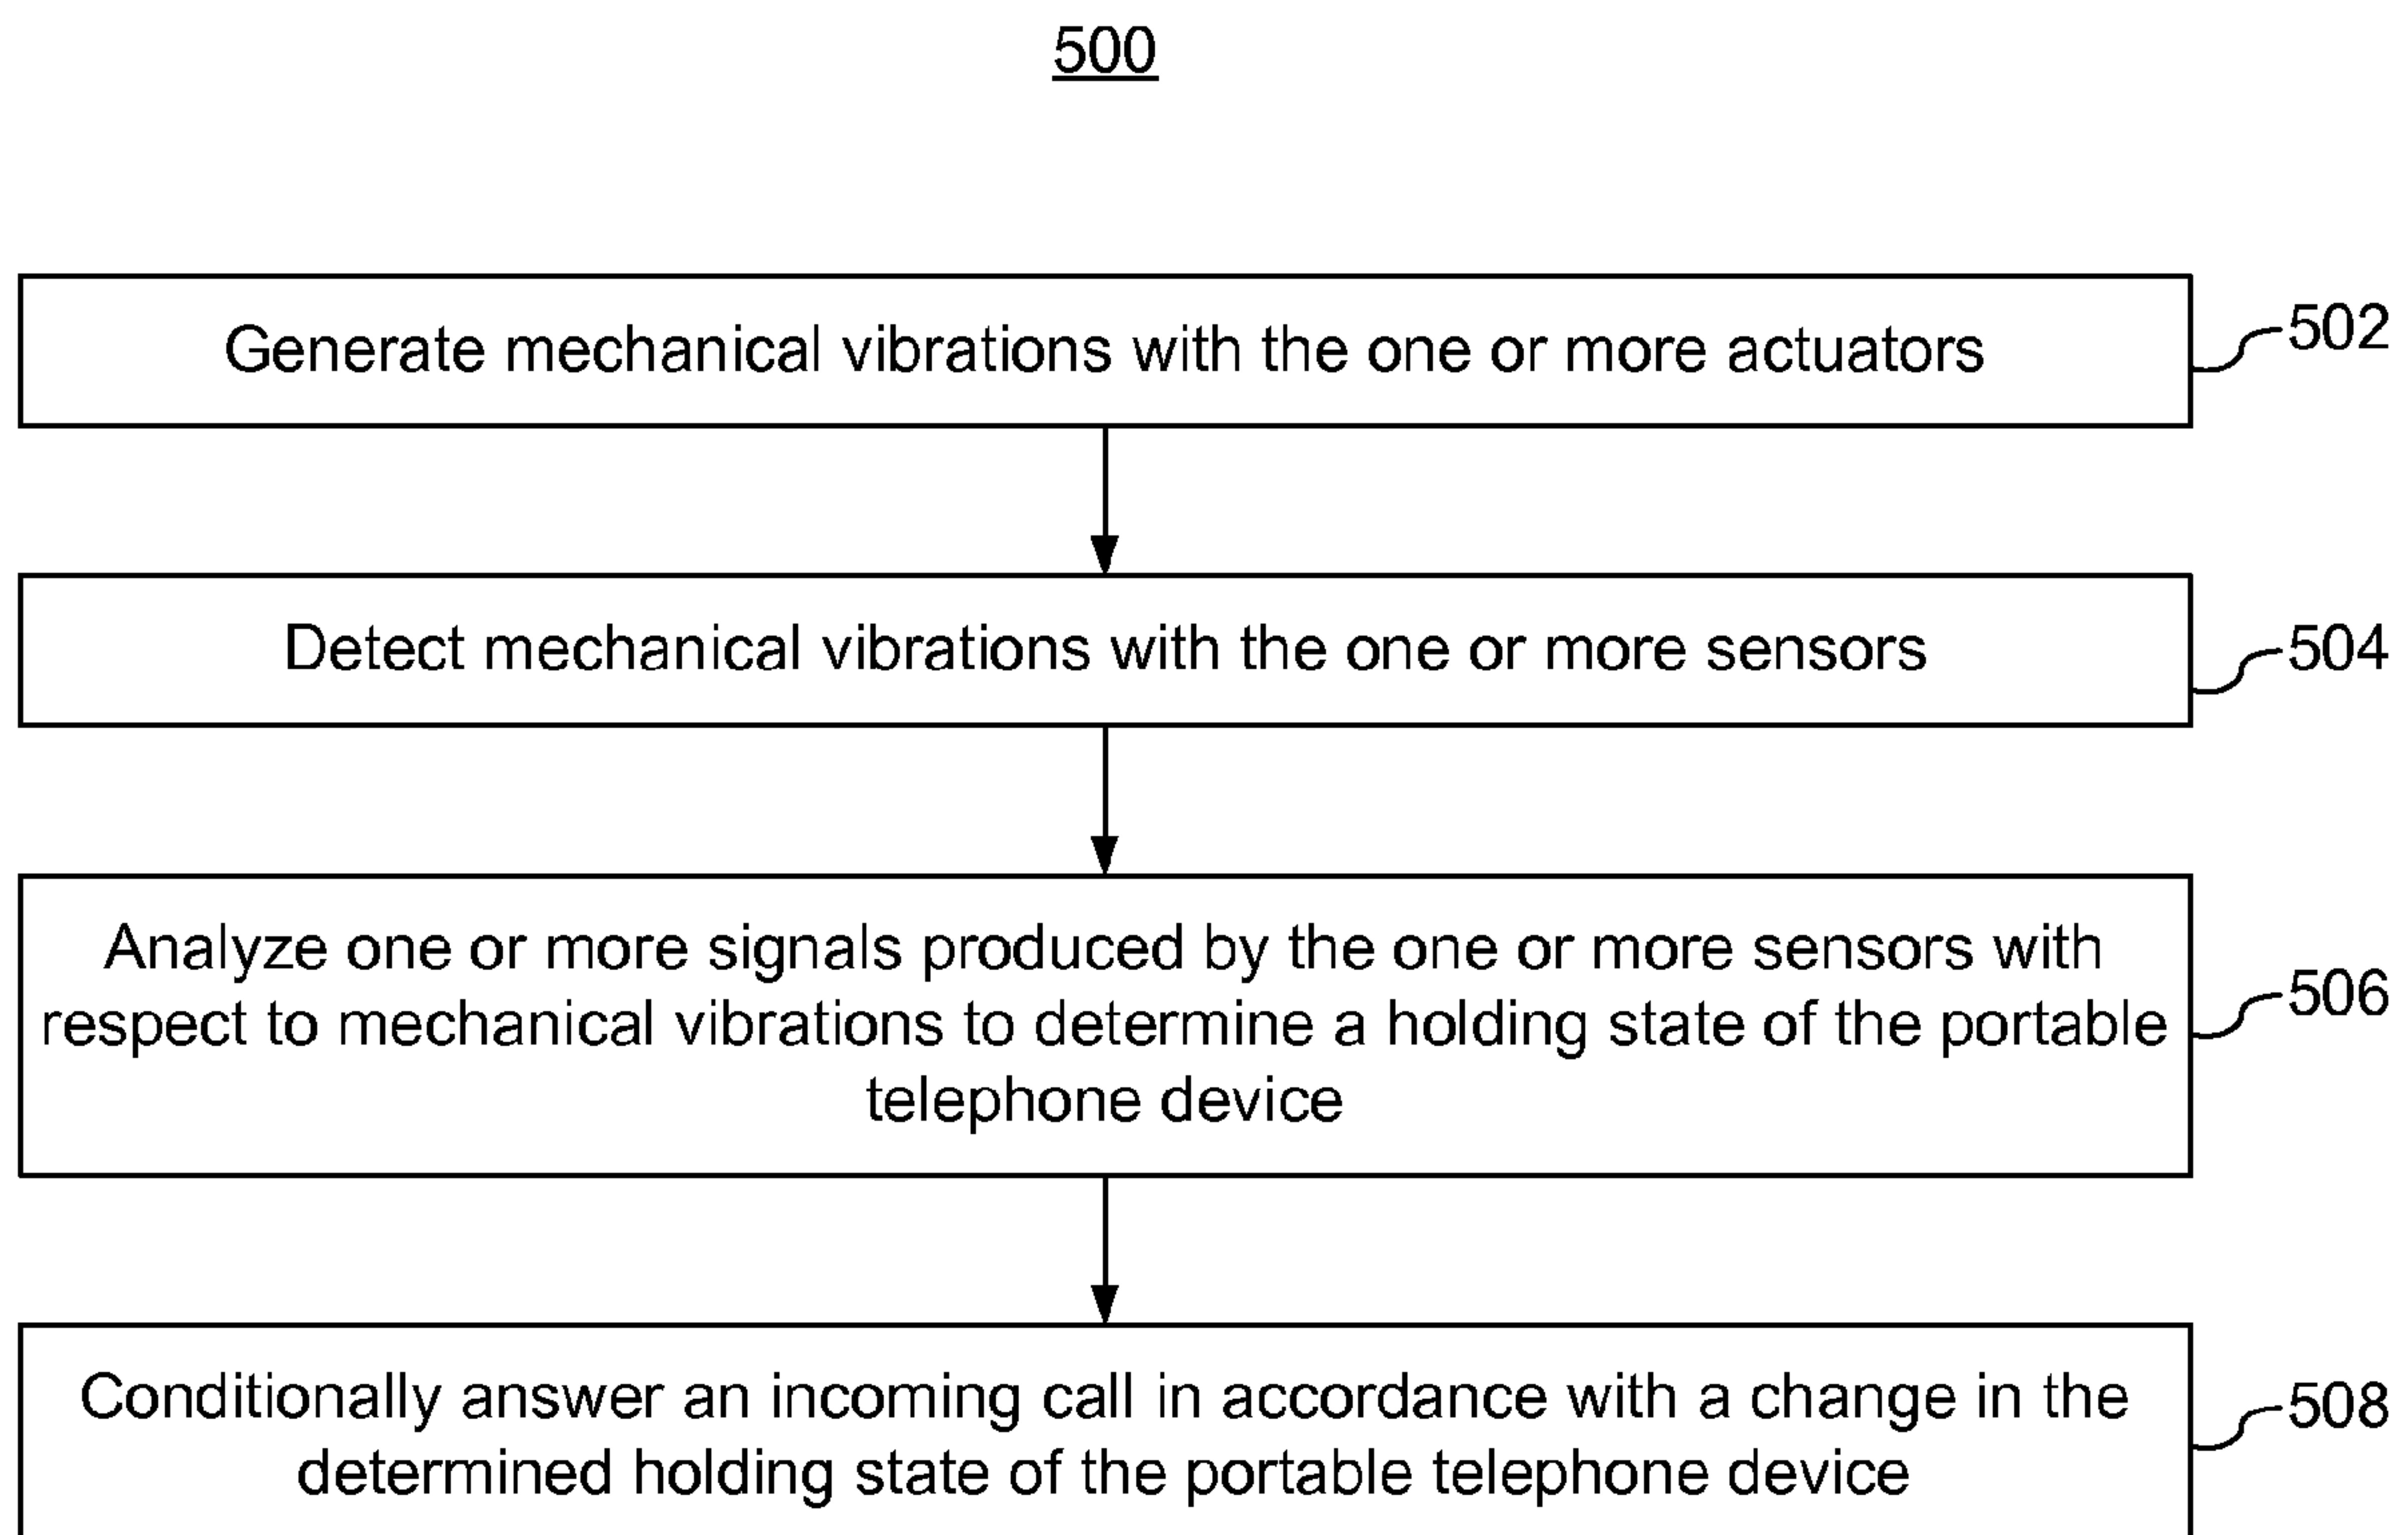 500
Generate mechanical vibrations with the one or more actuators
502
Detect mechanical vibrations with the one or more sensors
504
Analyze one or more signals produced by the one or more sensors with
respect to mechanical vibrations to determine a holding state of the portable
telephone device
506
Conditionally answer an incoming call in accordance with a change in the
determined holding state of the portable telephone device
508